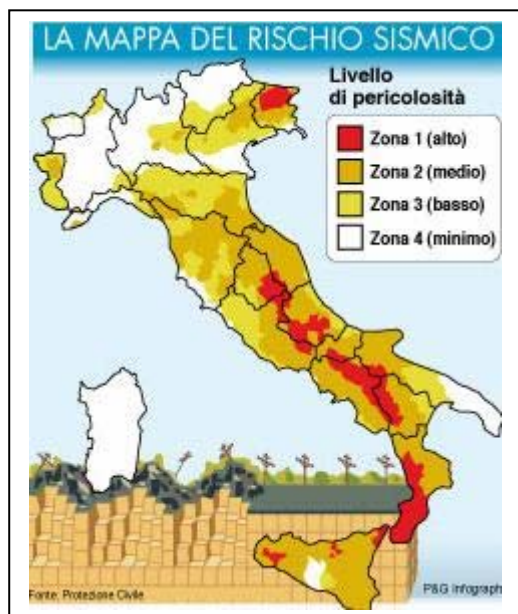 LA MAPPA DEL RISCHIO SISMICO
Livello
di pericolosità
Zona 1 (alto)
Zona 2 (medio)
Zona 3 (basso)
Zona 4 (minimo)
Fonte: Protezione Civile
P&G Infograph